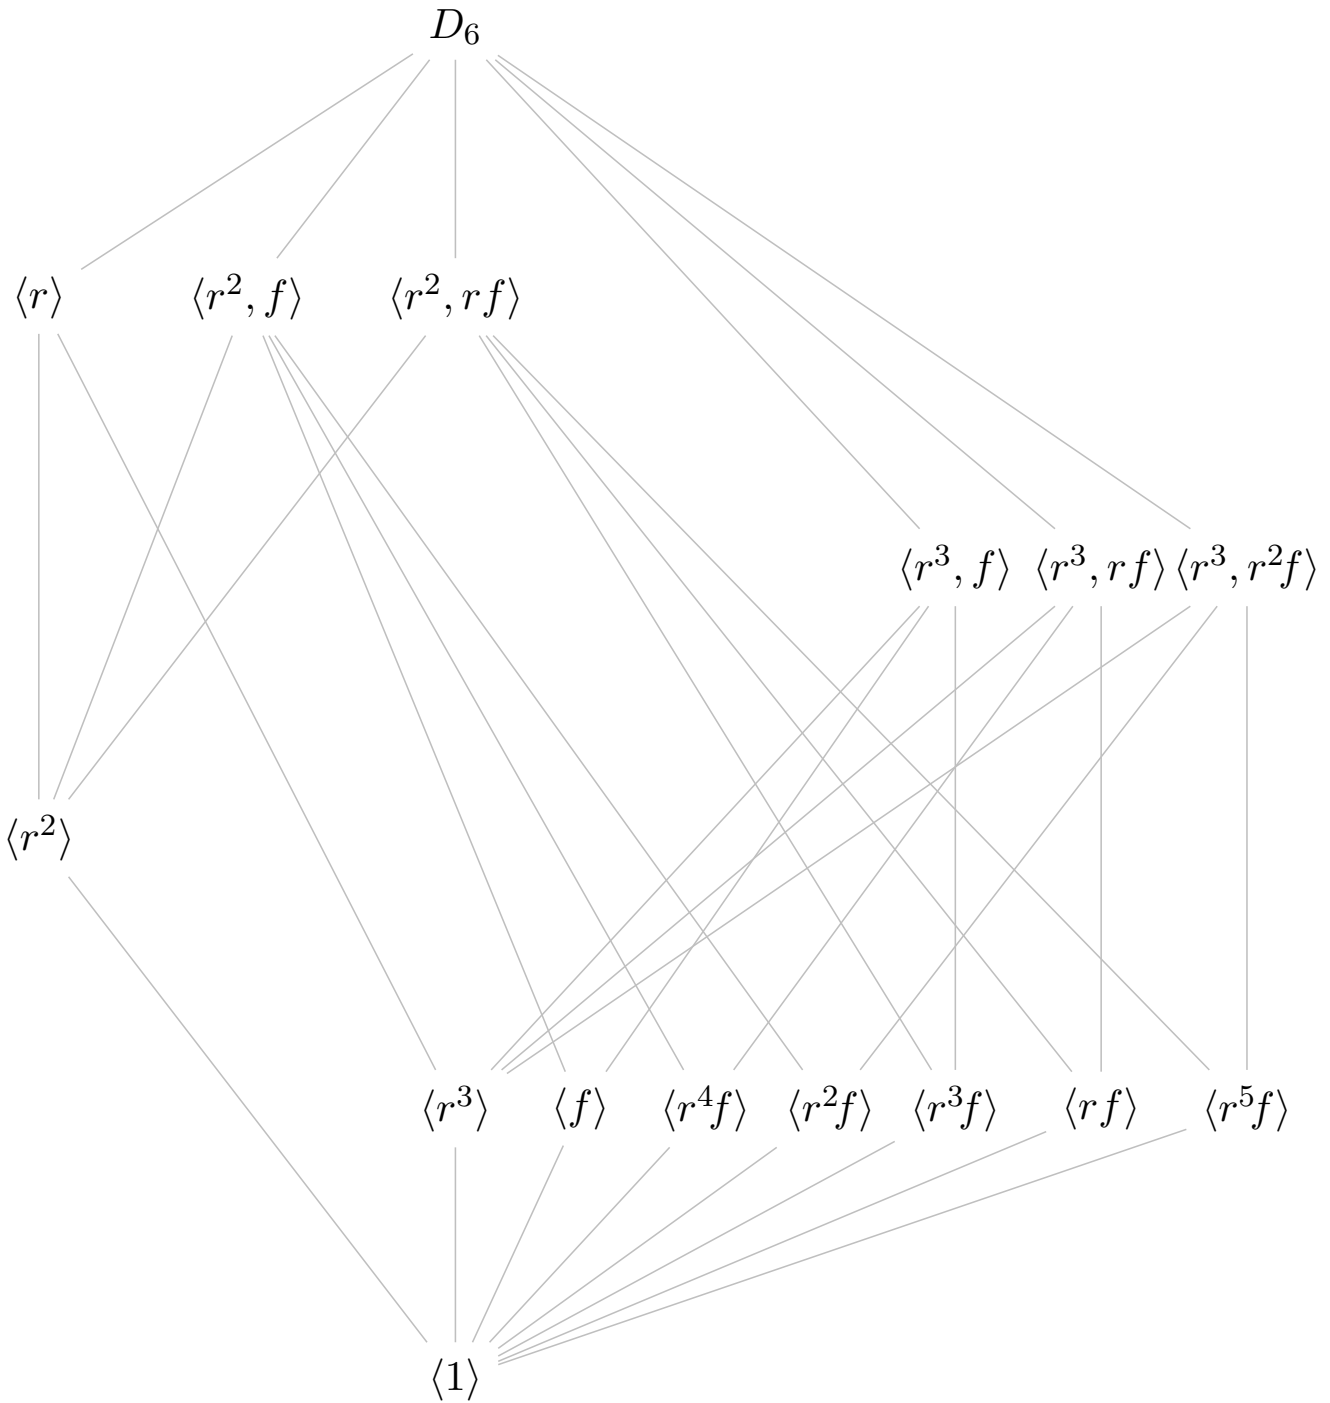 D₆
⟨r⟩ ⟨r², f⟩ ⟨r², rf⟩
⟨r³, f⟩ ⟨r³, rf⟩ ⟨r³, r²f⟩
⟨r²⟩
⟨r³⟩ ⟨f⟩ ⟨r⁴f⟩ ⟨r²f⟩ ⟨r³f⟩ ⟨rf⟩ ⟨r⁵f⟩
⟨1⟩